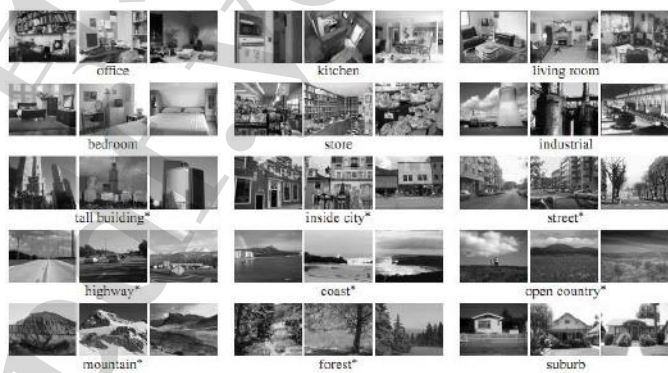 office kitchen living room
bedroom store industrial
tall building* inside city* street*
highway* coast* open country*
mountain* forest* suburb